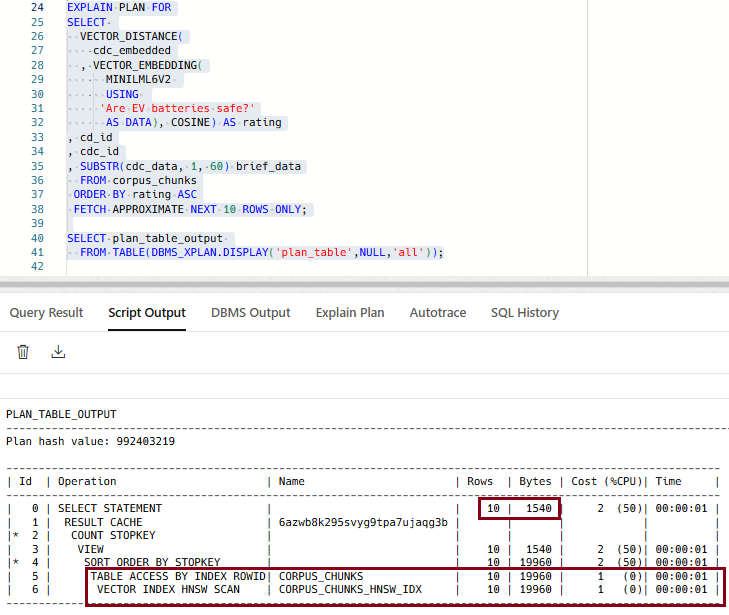 24 EXPLAIN PLAN FOR
25 SELECT
26 VECTOR_DISTANCE(
27 cdc_embedded
28 , VECTOR_EMBEDDING(
29 MINILML6V2
30 USING
31 'Are EV batteries safe?'
32 AS DATA), COSINE) AS rating
33 , cd_id
34 , cdc_id
35 , SUBSTR(cdc_data, 1, 60) brief_data
36 FROM corpus_chunks
37 ORDER BY rating ASC
38 FETCH APPROXIMATE NEXT 10 ROWS ONLY;
39
40 SELECT plan_table_output
41 FROM TABLE(DBMS_XPLAN.DISPLAY('plan_table',NULL,'all'));
42
Query Result Script Output DBMS Output Explain Plan Autotrace SQL History
PLAN_TABLE_OUTPUT
Plan hash value: 992403219
| Id | Operation | Name | Rows | Bytes | Cost (%CPU)| Time |
| 0 | SELECT STATEMENT | | 10 | 1540 | 2 (50)| 00:00:01 |
| 1 | RESULT CACHE | 6azwb8k295svyg9tpa7ujaqg3b | | | | |
|* 2 | COUNT STOPKEY | | | | | |
| 3 | VIEW | | 10 | 1540 | 2 (50)| 00:00:01 |
|* 4 | SORT ORDER BY STOPKEY | | 10 | 19960 | 2 (50)| 00:00:01 |
| 5 | TABLE ACCESS BY INDEX ROWID| CORPUS_CHUNKS | 10 | 19960 | 1 (0)| 00:00:01 |
| 6 | VECTOR INDEX HNSW SCAN | CORPUS_CHUNKS_HNSW_IDX | 10 | 19960 | 1 (0)| 00:00:01 |